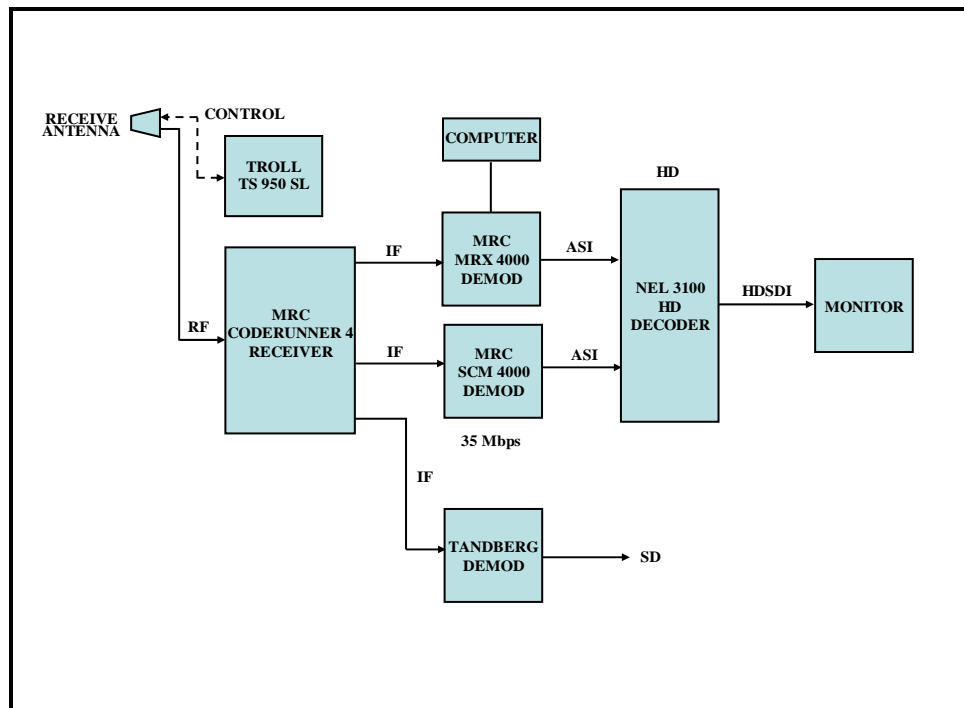 RECEIVE
ANTENNA
CONTROL
TROLL
TS 950 SL
COMPUTER
HD
RF
MRC
CODERUNNER 4
RECEIVER
IF
MRC
MRX 4000
DEMOD
ASI
IF
MRC
SCM 4000
DEMOD
ASI
35 Mbps
NEL 3100
HD
DECODER
HDSDI
MONITOR
IF
TANDBERG
DEMOD
SD